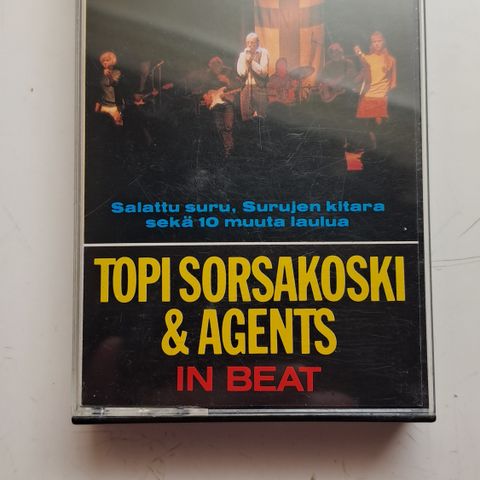 Salattu suru, Surujen kitara
sekä 10 muuta laulua
TOPI SORSAKOSKI
& AGENTS
IN BEAT